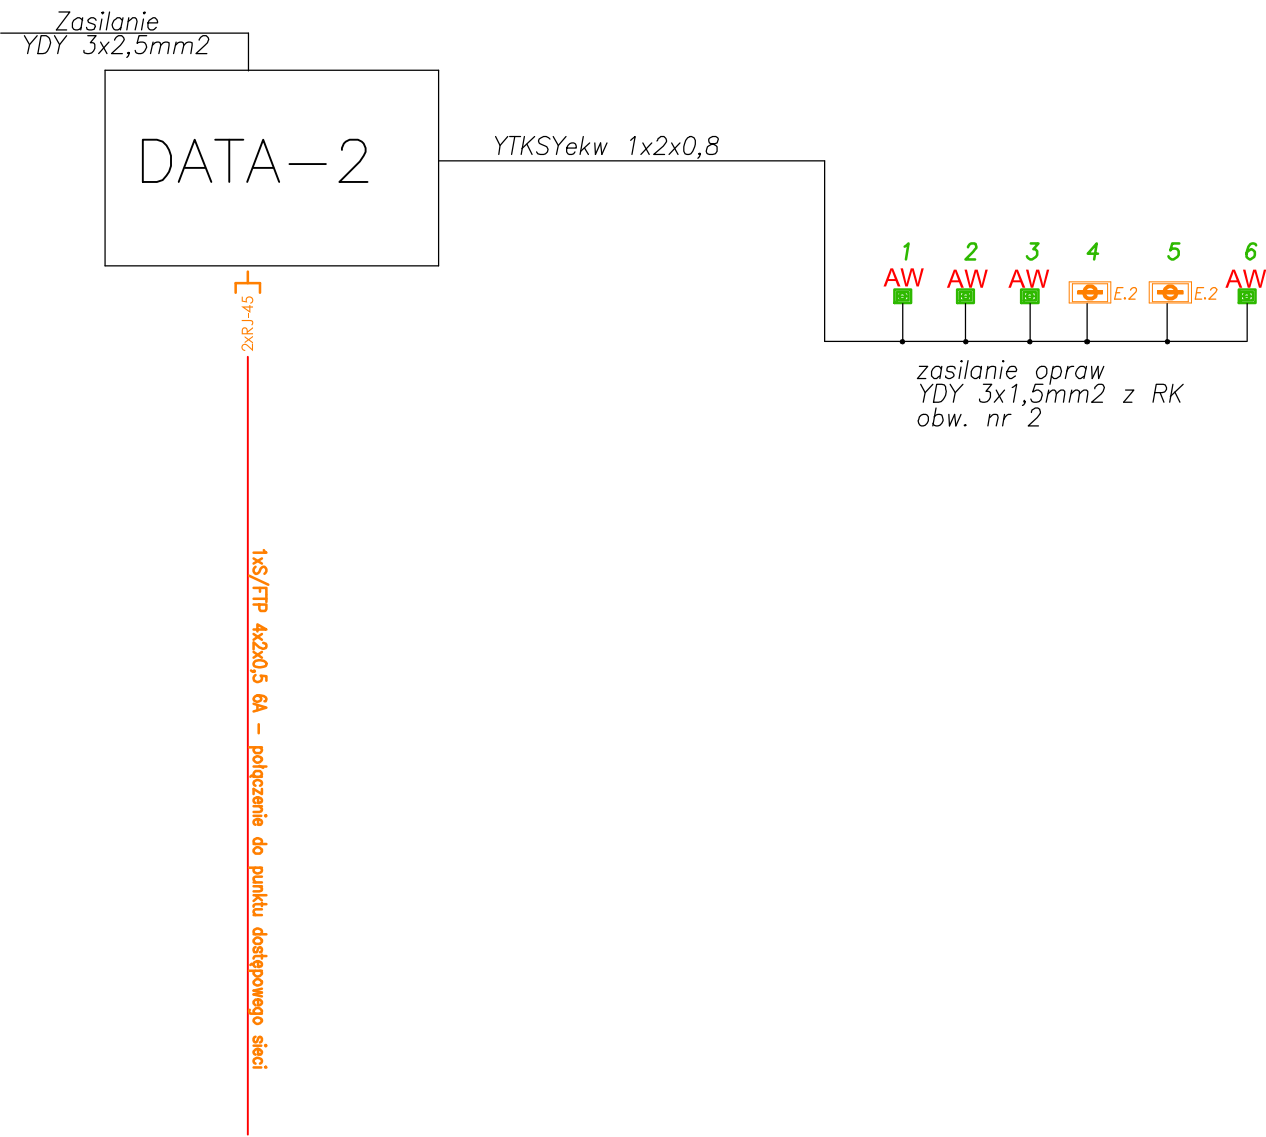 Zasilanie
YDY 3x2,5mm2
DATA-2
YTKSYekw 1x2x0,8
1 2 3 4 5 6
AW AW AW E.2 E.2 AW
zasilanie opraw
YDY 3x1,5mm2 z RK
obw. nr 2
2xRJ-45
1xS/FTP 4x2x0,5 6A - połączenie do punktu dostępowego sieci